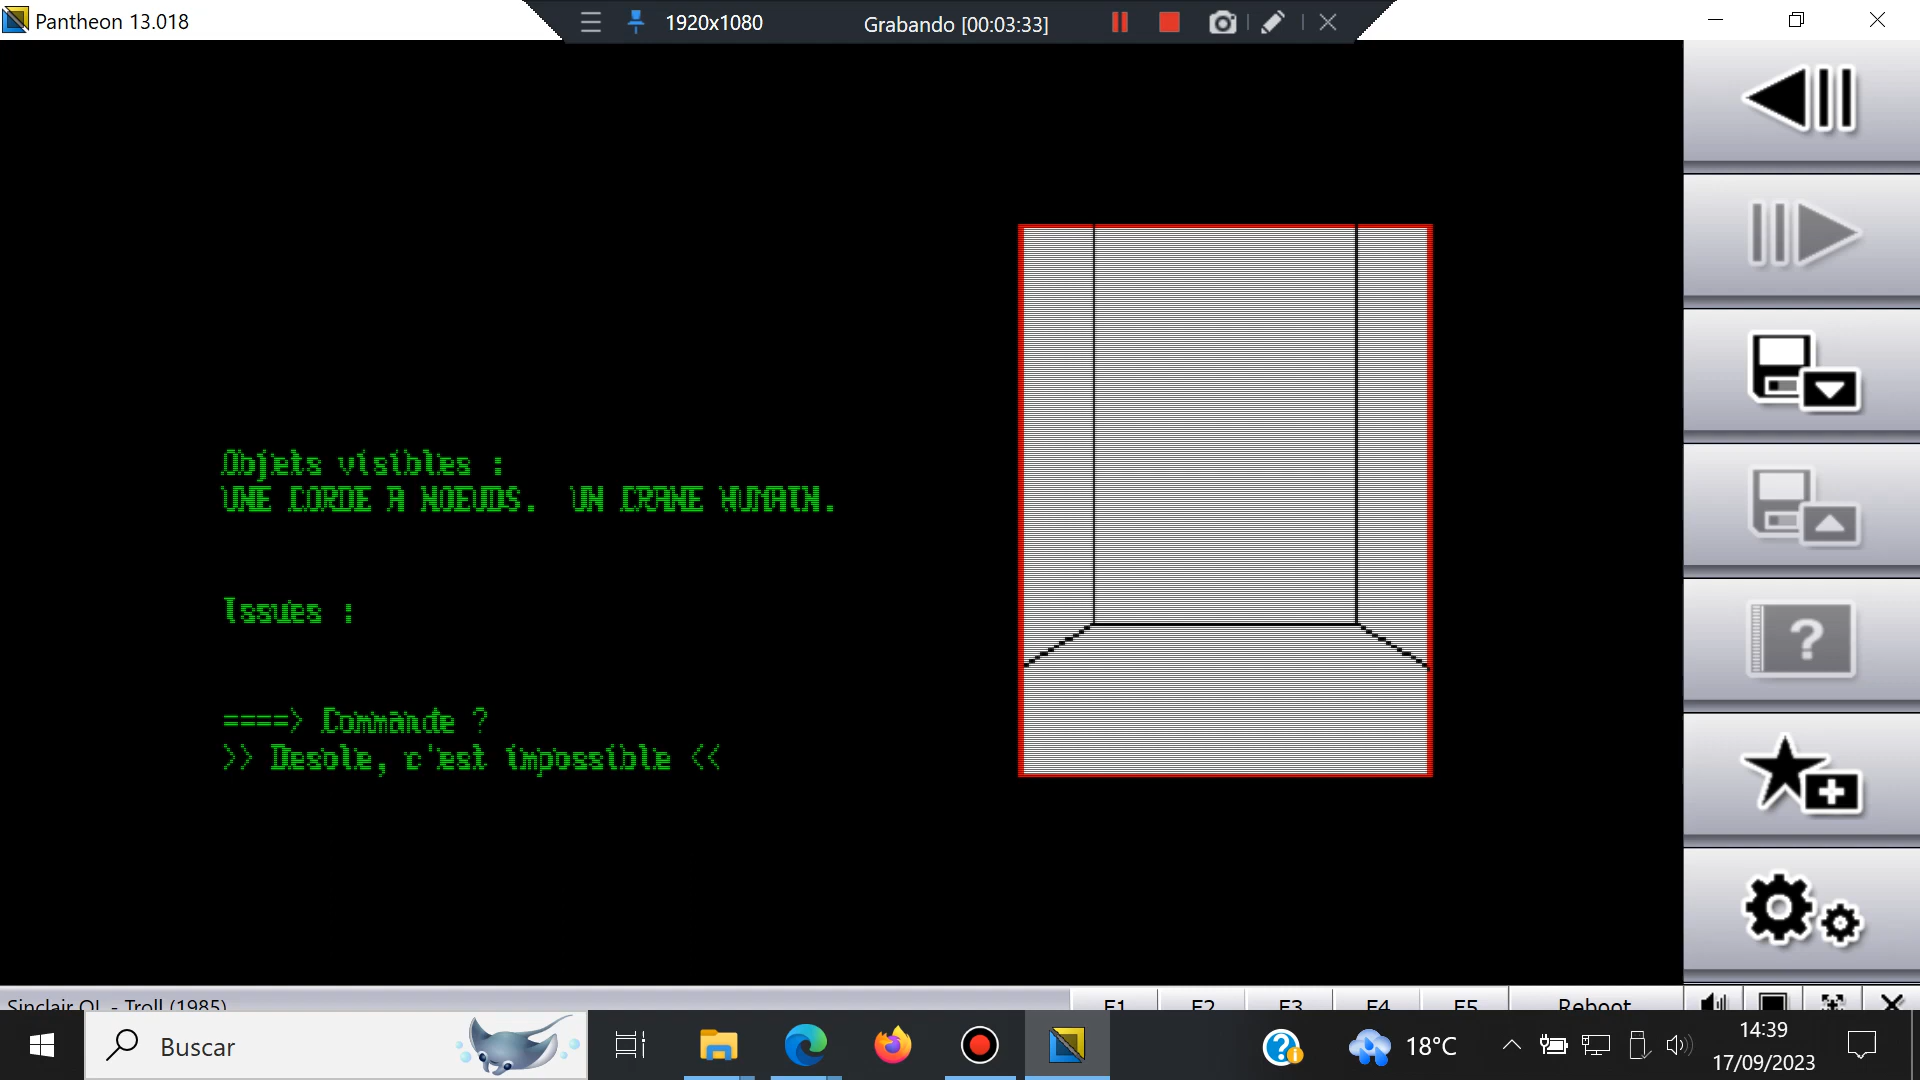 Pantheon 13.018
1920x1080
Grabando [00:03:33]
Objets visibles :
UNE CORDE A NOEUDS. UN CRANE HUMAIN.
Issues :
====> Commande ?
>> Desole, c'est impossible <<
Sinclair QL - Troll (1985)
F1 F2 F3 F4 F5 Reboot
Buscar
18°C
14:39
17/09/2023